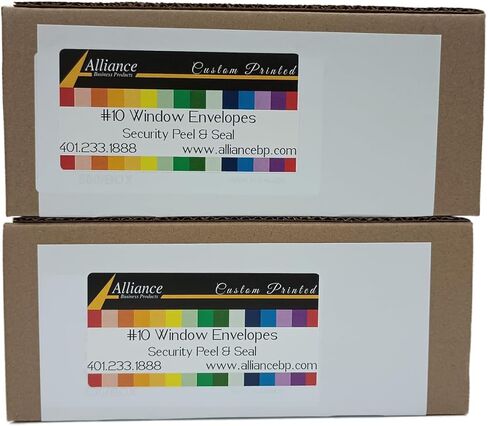 Alliance
Business Products
Custom Printed
#10 Window Envelopes
Security Peel & Seal
401.233.1888 www.alliancebp.com
Alliance
Business Products
Custom Printed
#10 Window Envelopes
Security Peel & Seal
401.233.1888 www.alliancebp.com